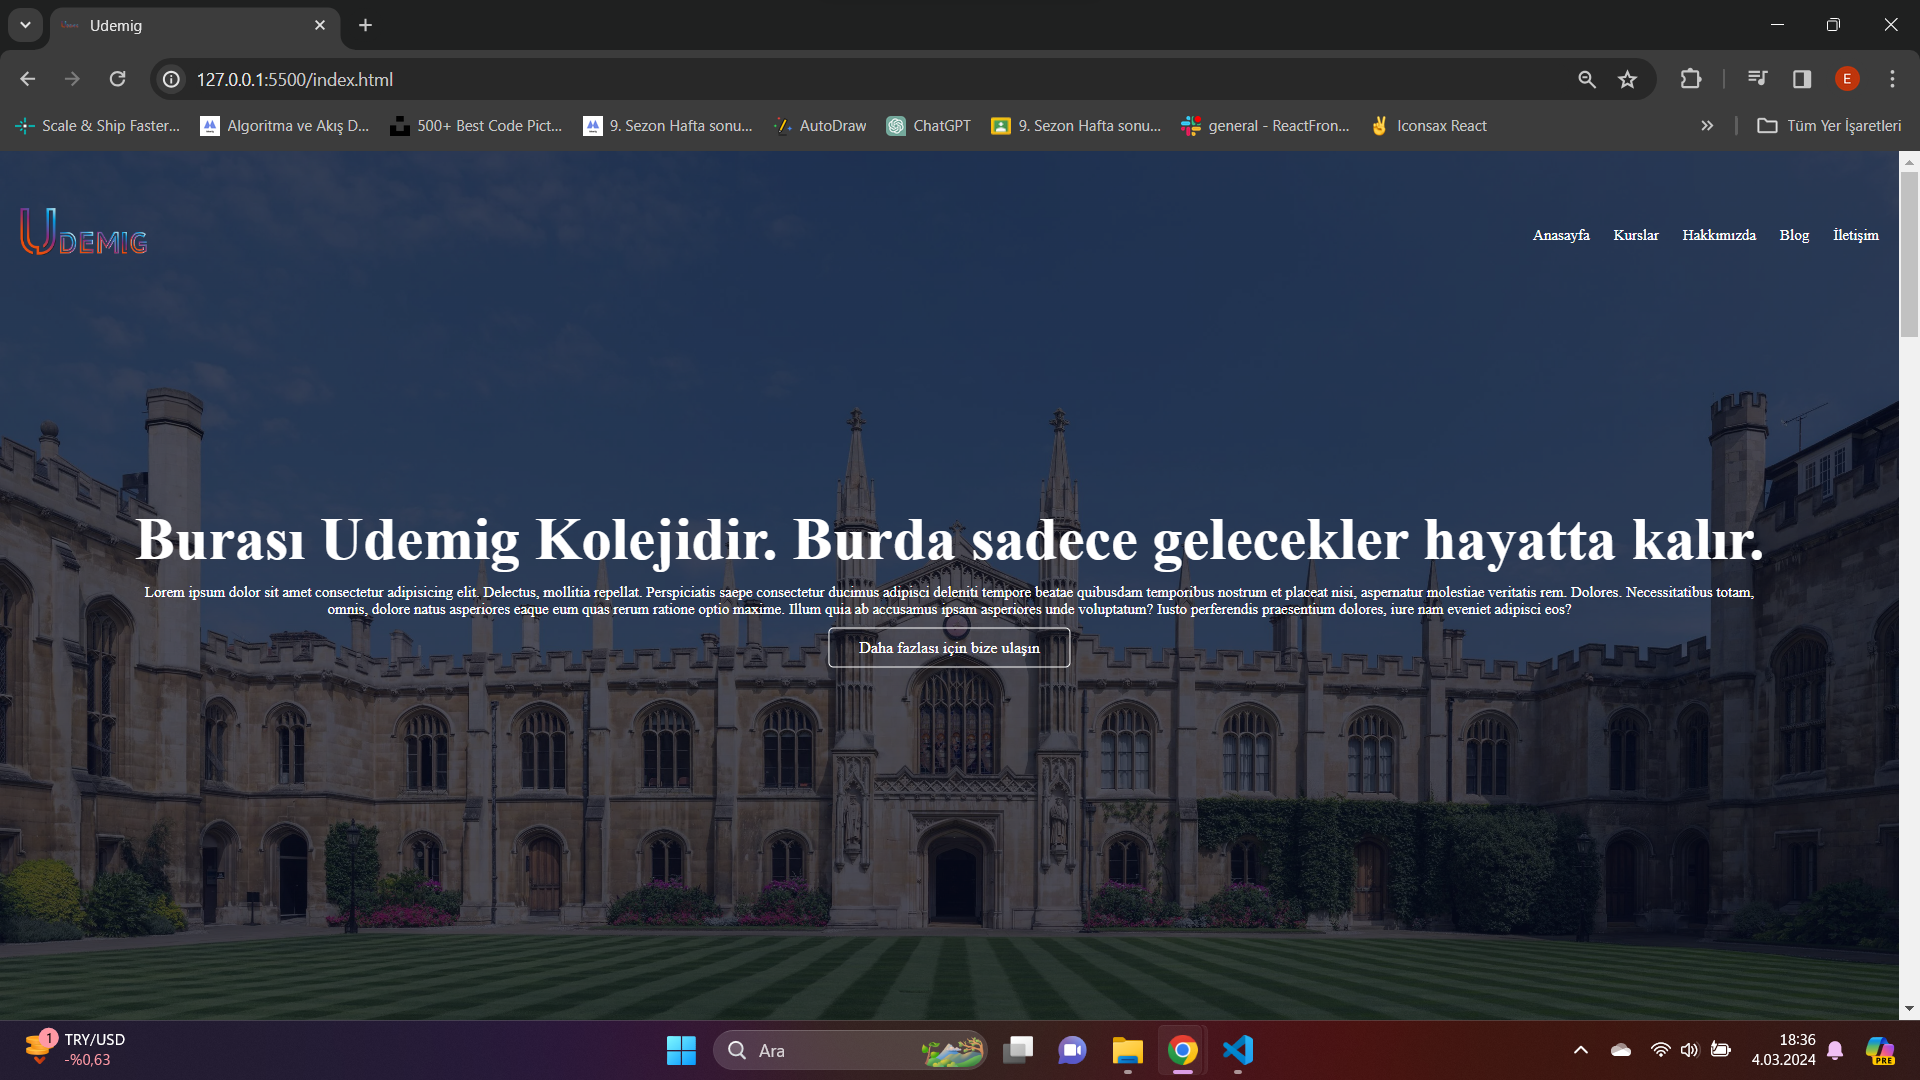 Udemig
127.0.0.1:5500/index.html
E
Scale & Ship Faster...
Algoritma ve Akış D...
500+ Best Code Pict...
9. Sezon Hafta sonu...
AutoDraw
ChatGPT
9. Sezon Hafta sonu...
general - ReactFron...
Iconsax React
Tüm Yer İşaretleri
UDEMIG
Anasayfa Kurslar Hakkımızda Blog İletişim
Burası Udemig Kolejidir. Burda sadece gelecekler hayatta kalır.
Lorem ipsum dolor sit amet consectetur adipisicing elit. Delectus, mollitia repellat. Perspiciatis saepe consectetur ducimus adipisci deleniti tempore beatae quibusdam temporibus nostrum et placeat nisi, aspernatur molestiae veritatis rem. Dolores. Necessitatibus totam,
omnis, dolore natus asperiores eaque eum quas rerum ratione optio maxime. Illum quia ab accusamus ipsam asperiores unde voluptatum? Iusto perferendis praesentium dolores, iure nam eveniet adipisci eos?
Daha fazlası için bize ulaşın
1
TRY/USD
-%0,63
Ara
18:36
4.03.2024
PRE